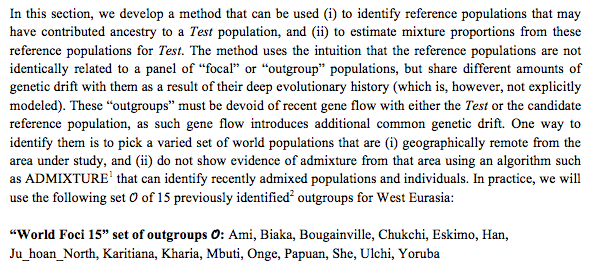 In this section, we develop a method that can be used (i) to identify reference populations that may
have contributed ancestry to a Test population, and (ii) to estimate mixture proportions from these
reference populations for Test. The method uses the intuition that the reference populations are not
identically related to a panel of “focal” or “outgroup” populations, but share different amounts of
genetic drift with them as a result of their deep evolutionary history (which is, however, not explicitly
modeled). These “outgroups” must be devoid of recent gene flow with either the Test or the candidate
reference population, as such gene flow introduces additional common genetic drift. One way to
identify them is to pick a varied set of world populations that are (i) geographically remote from the
area under study, and (ii) do not show evidence of admixture from that area using an algorithm such
as ADMIXTURE¹ that can identify recently admixed populations and individuals. In practice, we will
use the following set O of 15 previously identified² outgroups for West Eurasia:
“World Foci 15” set of outgroups O: Ami, Biaka, Bougainville, Chukchi, Eskimo, Han,
Ju_hoan_North, Karitiana, Kharia, Mbuti, Onge, Papuan, She, Ulchi, Yoruba